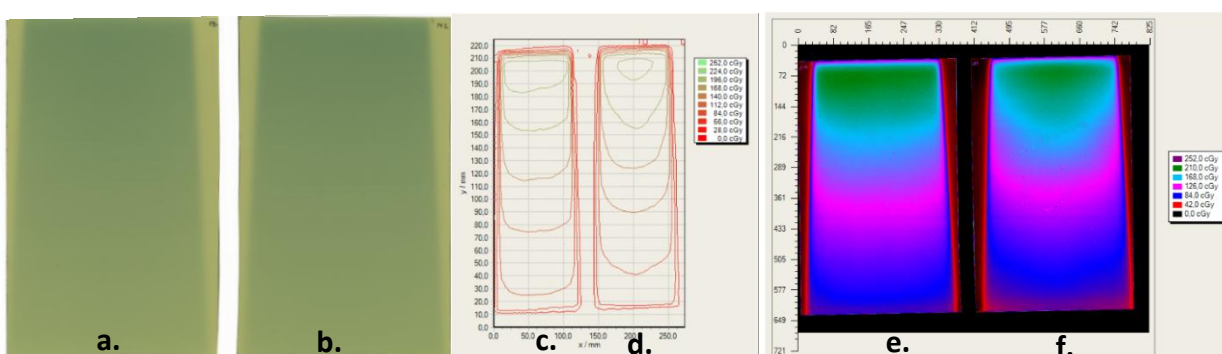 a.
b.
220,0
210,0
200,0
190,0
180,0
170,0
160,0
150,0
140,0
130,0
120,0
110,0
100,0
90,0
80,0
70,0
60,0
50,0
40,0
30,0
20,0
10,0
0,0
y / mm
0.0 50.0 100.0 150.0 200.0 250.0
x / mm
c.
d.
252,0 cGy
224,0 cGy
196,0 cGy
168,0 cGy
140,0 cGy
112,0 cGy
84,0 cGy
56,0 cGy
28,0 cGy
0,0 cGy
0 82 165 247 330 412 495 577 660 742 825
0
72
144
216
289
361
433
505
577
649
721
e.
f.
252,0 cGy
210,0 cGy
168,0 cGy
126,0 cGy
84,0 cGy
42,0 cGy
0,0 cGy